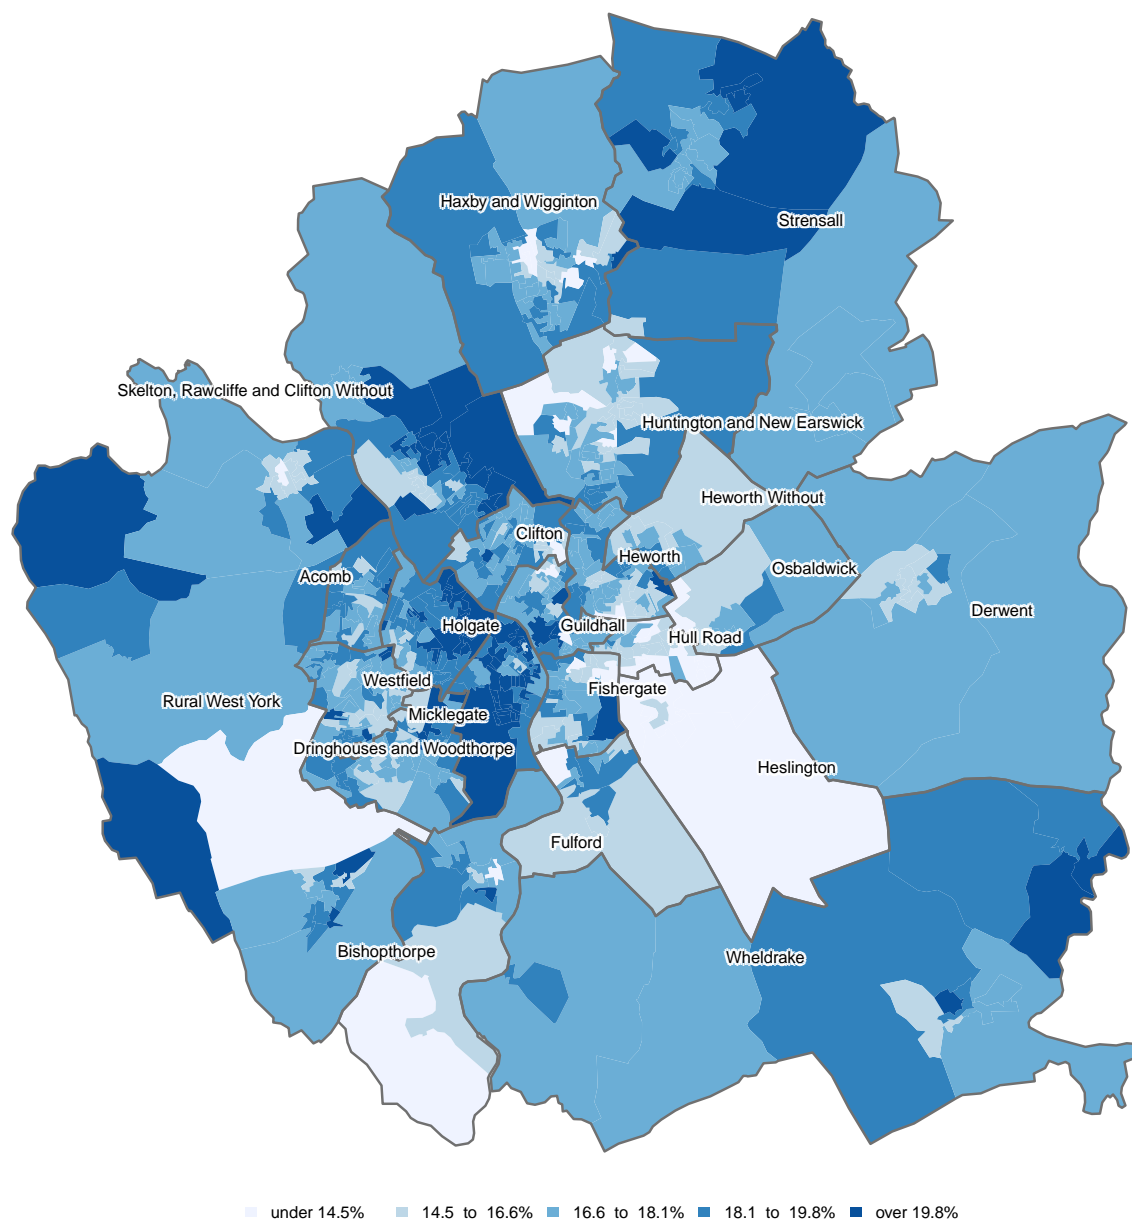 Haxby and Wigginton
Strensall
Skelton, Rawcliffe and Clifton Without
Huntington and New Earswick
Heworth Without
Clifton
Heworth
Osbaldwick
Acomb
Derwent
Holgate
Guildhall
Hull Road
Westfield
Fishergate
Rural West York
Micklegate
Dringhouses and Woodthorpe
Heslington
Fulford
Bishopthorpe
Wheldrake
under 14.5% 14.5 to 16.6% 16.6 to 18.1% 18.1 to 19.8% over 19.8%